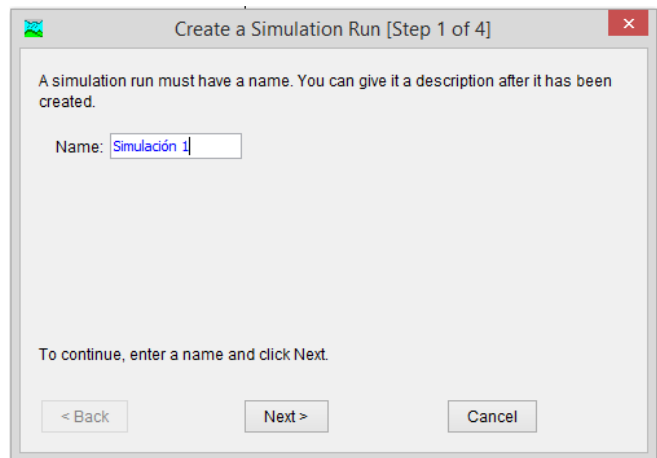 Create a Simulation Run [Step 1 of 4]
A simulation run must have a name. You can give it a description after it has been
created.
Name: Simulación 1
To continue, enter a name and click Next.
< Back Next > Cancel